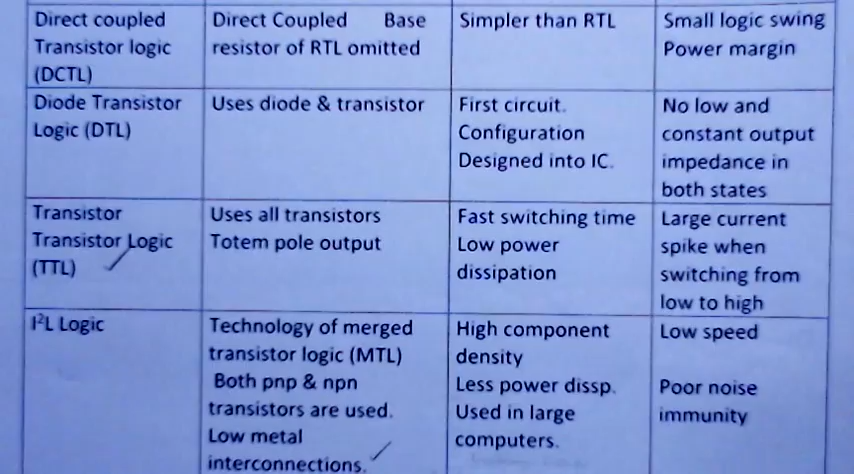 Direct coupled
Transistor logic
(DCTL)
Direct Coupled Base
resistor of RTL omitted
Simpler than RTL
Small logic swing
Power margin
Diode Transistor
Logic (DTL)
Uses diode & transistor
First circuit.
Configuration
Designed into IC.
No low and
constant output
impedance in
both states
Transistor
Transistor Logic
(TTL)
Uses all transistors
Totem pole output
Fast switching time
Low power
dissipation
Large current
spike when
switching from
low to high
I²L Logic
Technology of merged
transistor logic (MTL)
Both pnp & npn
transistors are used.
Low metal
interconnections.
High component
density
Less power dissp.
Used in large
computers.
Low speed
Poor noise
immunity